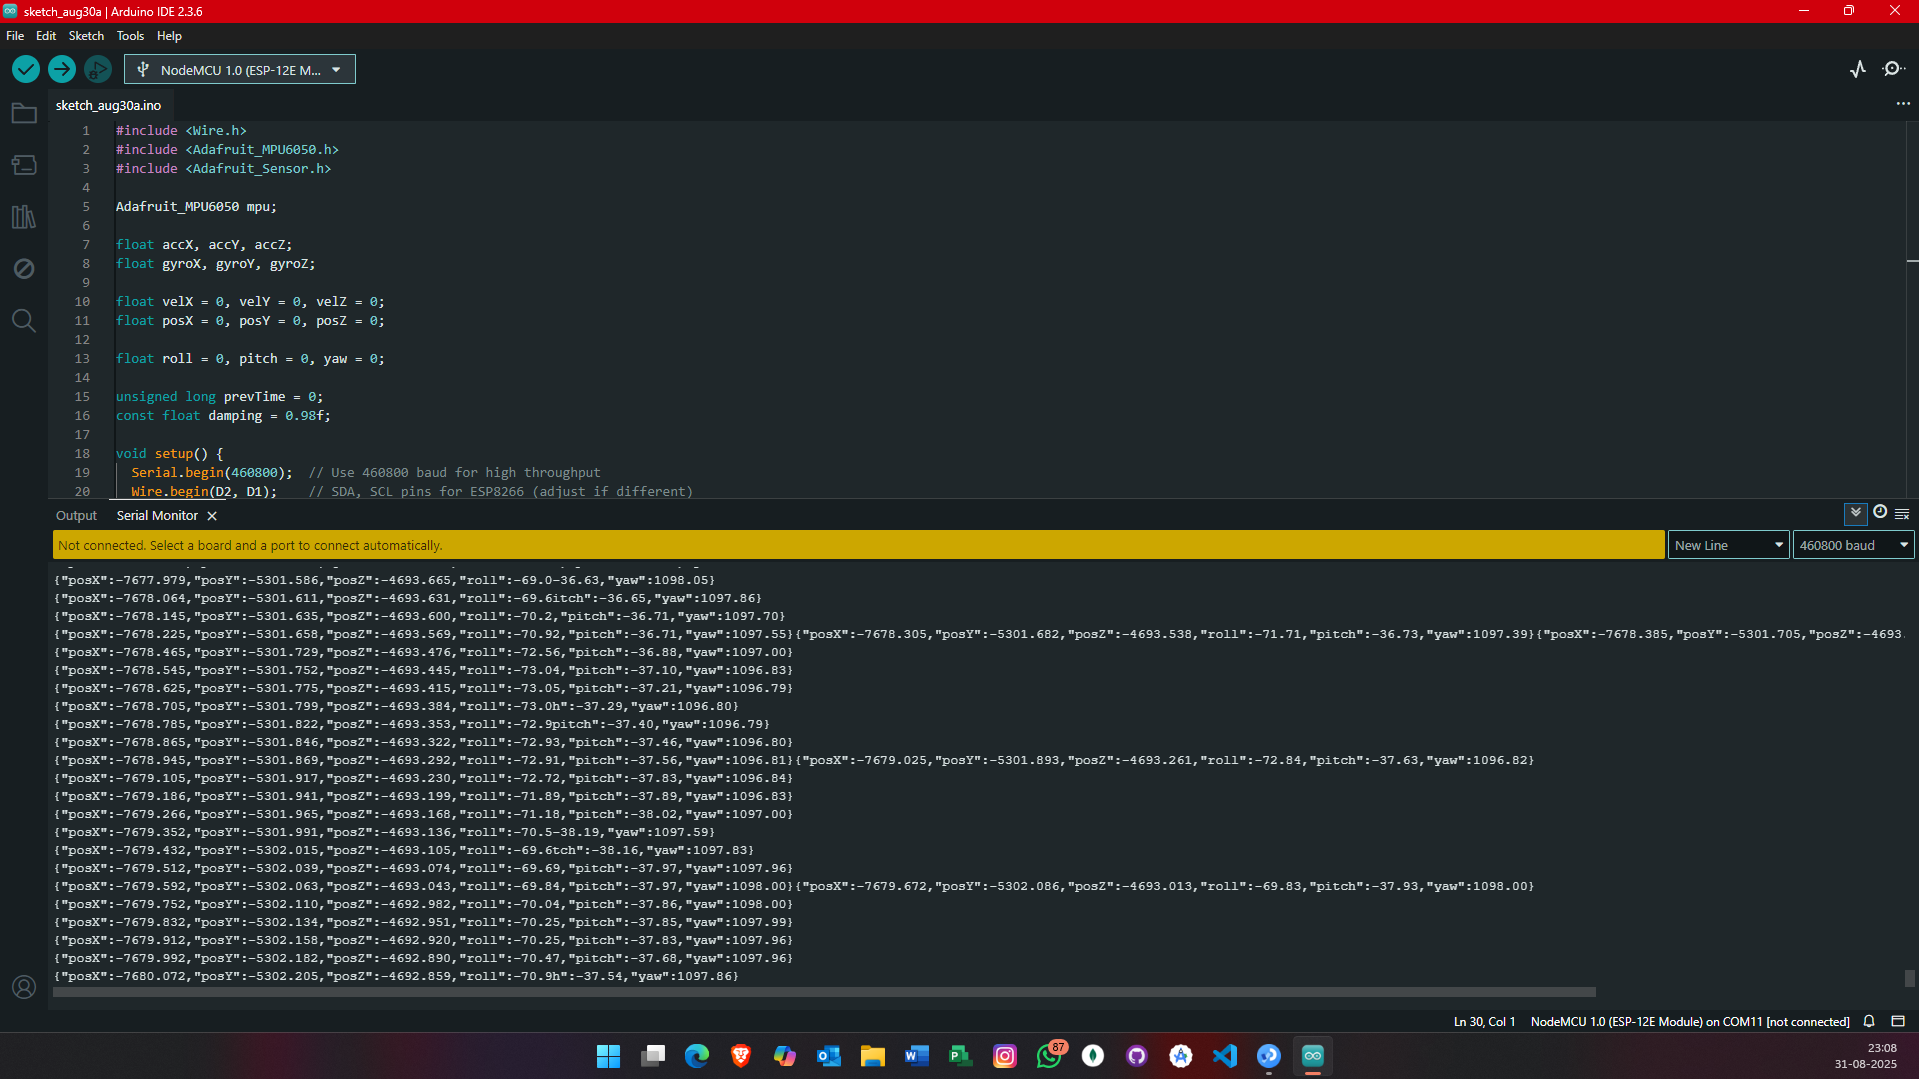 sketch_aug30a | Arduino IDE 2.3.6
File Edit Sketch Tools Help
NodeMCU 1.0 (ESP-12E M...
sketch_aug30a.ino
1 #include <Wire.h>
2 #include <Adafruit_MPU6050.h>
3 #include <Adafruit_Sensor.h>
4
5 Adafruit_MPU6050 mpu;
6
7 float accX, accY, accZ;
8 float gyroX, gyroY, gyroZ;
9
10 float velX = 0, velY = 0, velZ = 0;
11 float posX = 0, posY = 0, posZ = 0;
12
13 float roll = 0, pitch = 0, yaw = 0;
14
15 unsigned long prevTime = 0;
16 const float damping = 0.98f;
17
18 void setup() {
19 Serial.begin(460800); // Use 460800 baud for high throughput
20 Wire.begin(D2, D1); // SDA, SCL pins for ESP8266 (adjust if different)
Output Serial Monitor
Not connected. Select a board and a port to connect automatically. New Line 460800 baud
{"posX":-7677.979,"posY":-5301.586,"posZ":-4693.665,"roll":-69.0-36.63,"yaw":1098.05}
{"posX":-7678.064,"posY":-5301.611,"posZ":-4693.631,"roll":-69.6itch":-36.65,"yaw":1097.86}
{"posX":-7678.145,"posY":-5301.635,"posZ":-4693.600,"roll":-70.2,"pitch":-36.71,"yaw":1097.70}
{"posX":-7678.225,"posY":-5301.658,"posZ":-4693.569,"roll":-70.92,"pitch":-36.71,"yaw":1097.55}{"posX":-7678.305,"posY":-5301.682,"posZ":-4693.538,"roll":-71.71,"pitch":-36.73,"yaw":1097.39}{"posX":-7678.385,"posY":-5301.705,"posZ":-4693.
{"posX":-7678.465,"posY":-5301.729,"posZ":-4693.476,"roll":-72.56,"pitch":-36.88,"yaw":1097.00}
{"posX":-7678.545,"posY":-5301.752,"posZ":-4693.445,"roll":-73.04,"pitch":-37.10,"yaw":1096.83}
{"posX":-7678.625,"posY":-5301.775,"posZ":-4693.415,"roll":-73.05,"pitch":-37.21,"yaw":1096.79}
{"posX":-7678.705,"posY":-5301.799,"posZ":-4693.384,"roll":-73.0h":-37.29,"yaw":1096.80}
{"posX":-7678.785,"posY":-5301.822,"posZ":-4693.353,"roll":-72.9pitch":-37.40,"yaw":1096.79}
{"posX":-7678.865,"posY":-5301.846,"posZ":-4693.322,"roll":-72.93,"pitch":-37.46,"yaw":1096.80}
{"posX":-7678.945,"posY":-5301.869,"posZ":-4693.292,"roll":-72.91,"pitch":-37.56,"yaw":1096.81}{"posX":-7679.025,"posY":-5301.893,"posZ":-4693.261,"roll":-72.84,"pitch":-37.63,"yaw":1096.82}
{"posX":-7679.105,"posY":-5301.917,"posZ":-4693.230,"roll":-72.72,"pitch":-37.83,"yaw":1096.84}
{"posX":-7679.186,"posY":-5301.941,"posZ":-4693.199,"roll":-71.89,"pitch":-37.89,"yaw":1096.83}
{"posX":-7679.266,"posY":-5301.965,"posZ":-4693.168,"roll":-71.18,"pitch":-38.02,"yaw":1097.00}
{"posX":-7679.352,"posY":-5301.991,"posZ":-4693.136,"roll":-70.5-38.19,"yaw":1097.59}
{"posX":-7679.432,"posY":-5302.015,"posZ":-4693.105,"roll":-69.6tch":-38.16,"yaw":1097.83}
{"posX":-7679.512,"posY":-5302.039,"posZ":-4693.074,"roll":-69.69,"pitch":-37.97,"yaw":1097.96}
{"posX":-7679.592,"posY":-5302.063,"posZ":-4693.043,"roll":-69.84,"pitch":-37.97,"yaw":1098.00}{"posX":-7679.672,"posY":-5302.086,"posZ":-4693.013,"roll":-69.83,"pitch":-37.93,"yaw":1098.00}
{"posX":-7679.752,"posY":-5302.110,"posZ":-4692.982,"roll":-70.04,"pitch":-37.86,"yaw":1098.00}
{"posX":-7679.832,"posY":-5302.134,"posZ":-4692.951,"roll":-70.25,"pitch":-37.85,"yaw":1097.99}
{"posX":-7679.912,"posY":-5302.158,"posZ":-4692.920,"roll":-70.25,"pitch":-37.83,"yaw":1097.96}
{"posX":-7679.992,"posY":-5302.182,"posZ":-4692.890,"roll":-70.47,"pitch":-37.68,"yaw":1097.96}
{"posX":-7680.072,"posY":-5302.205,"posZ":-4692.859,"roll":-70.9h":-37.54,"yaw":1097.86}
Ln 30, Col 1 NodeMCU 1.0 (ESP-12E Module) on COM11 [not connected]
87
23:08
31-08-2025